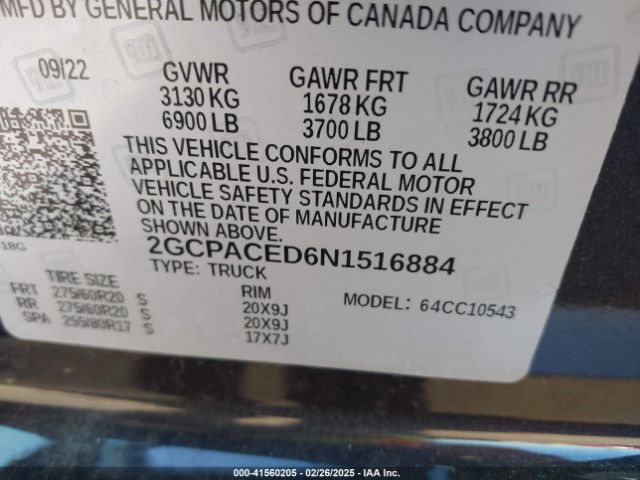 MFD BY GENERAL MOTORS OF CANADA COMPANY
09/22 GVWR GAWR FRT GAWR RR
3130 KG 1678 KG 1724 KG
6900 LB 3700 LB 3800 LB
THIS VEHICLE CONFORMS TO ALL
APPLICABLE U.S. FEDERAL MOTOR
VEHICLE SAFETY STANDARDS IN EFFECT
ON THE DATE OF MANUFACTURE
SHOWN ABOVE.
18G
2GCPACED6N1516884
TYPE: TRUCK
TIRE SIZE RIM MODEL: 64CC10543
FRT 275/60R20 S 20X9J
RR 275/60R20 S 20X9J
SPA 255/80R17 S 17X7J
000-41560205 - 02/26/2025 - IAA Inc.